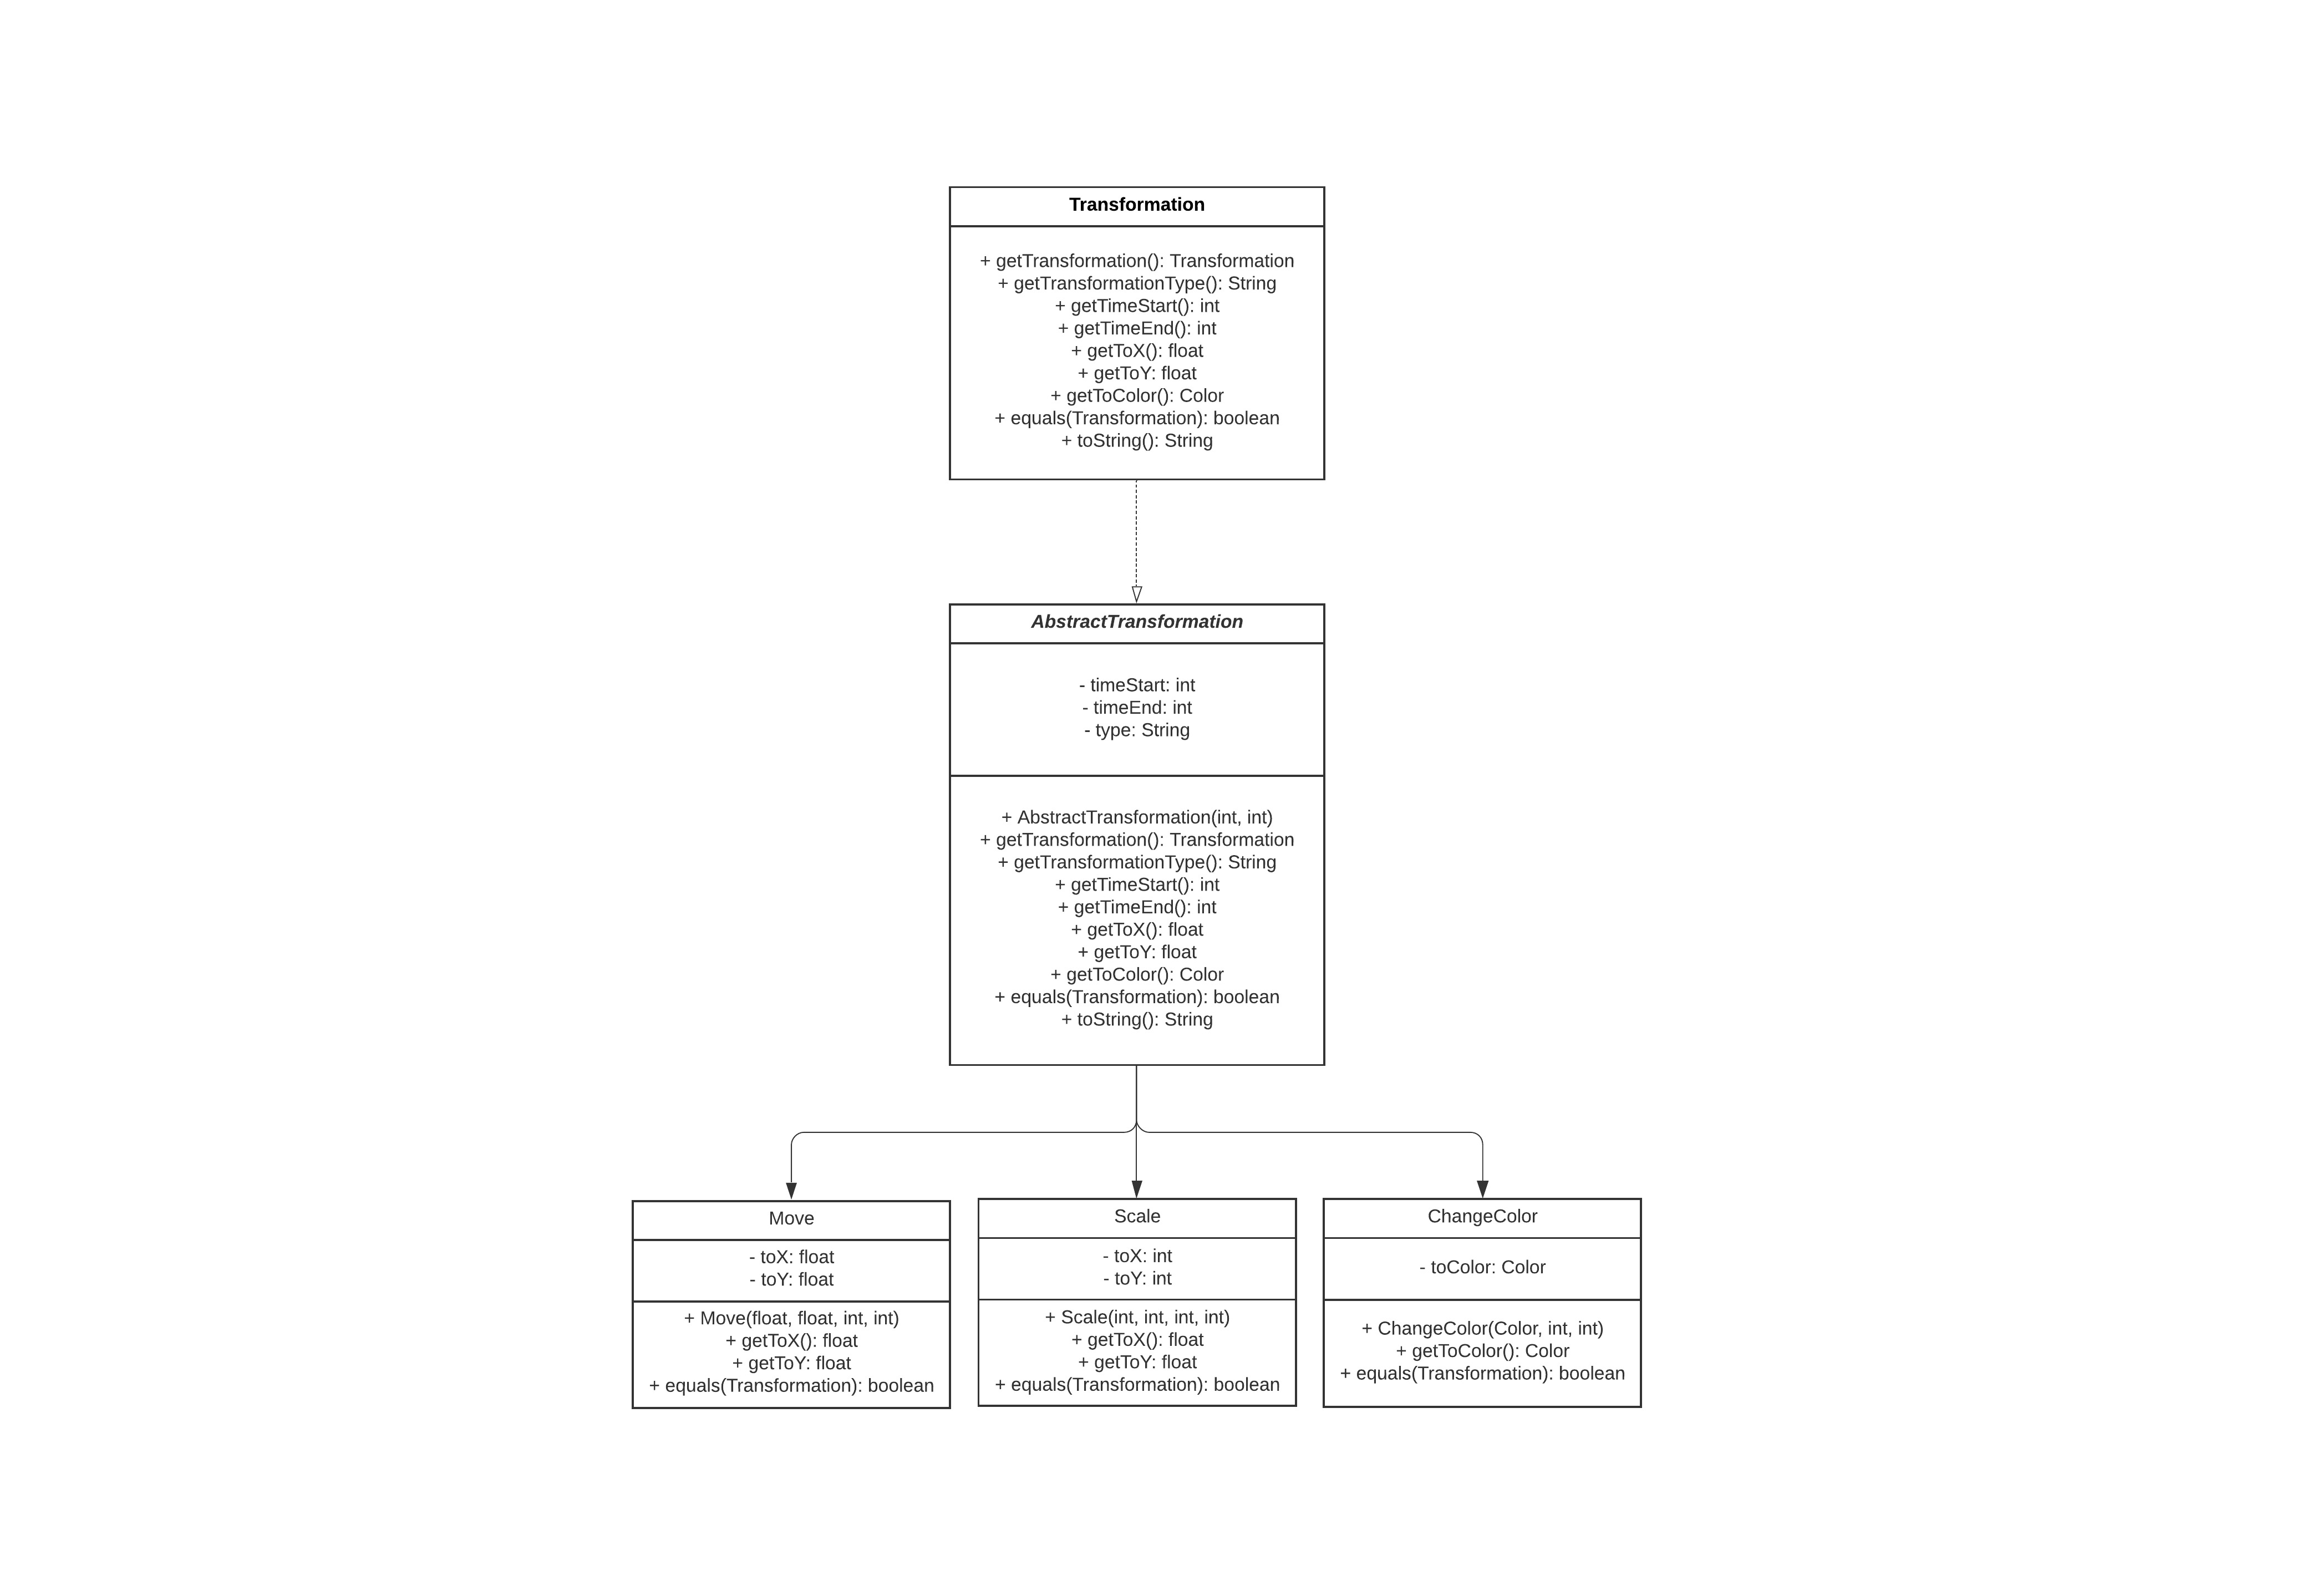 Transformation
+ getTransformation(): Transformation
+ getTransformationType(): String
+ getTimeStart(): int
+ getTimeEnd(): int
+ getToX(): float
+ getToY: float
+ getToColor(): Color
+ equals(Transformation): boolean
+ toString(): String
AbstractTransformation
- timeStart: int
- timeEnd: int
- type: String
+ AbstractTransformation(int, int)
+ getTransformation(): Transformation
+ getTransformationType(): String
+ getTimeStart(): int
+ getTimeEnd(): int
+ getToX(): float
+ getToY: float
+ getToColor(): Color
+ equals(Transformation): boolean
+ toString(): String
Move
- toX: float
- toY: float
+ Move(float, float, int, int)
+ getToX(): float
+ getToY: float
+ equals(Transformation): boolean
Scale
- toX: int
- toY: int
+ Scale(int, int, int, int)
+ getToX(): float
+ getToY: float
+ equals(Transformation): boolean
ChangeColor
- toColor: Color
+ ChangeColor(Color, int, int)
+ getToColor(): Color
+ equals(Transformation): boolean